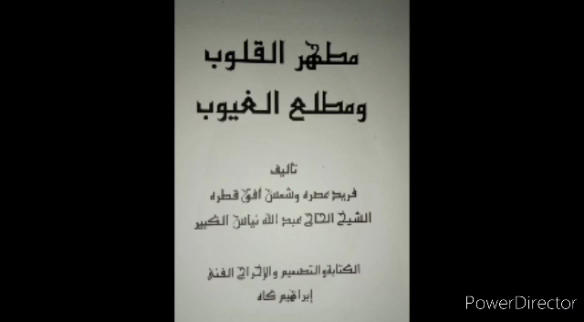 مطهر القلوب
ومطلع الغيوب
تأليف
فريد عصره وشمس أفق قطره
الشيخ الحاج عبد الله نياس الكبير
الكتابة والتصميم والإخراج الفني
إبراهيم كاه
PowerDirector